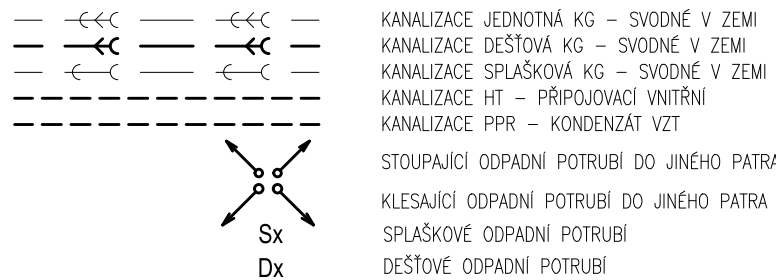 KANALIZACE JEDNOTNÁ KG – SVODNÉ V ZEMI
KANALIZACE DEŠŤOVÁ KG – SVODNÉ V ZEMI
KANALIZACE SPLAŠKOVÁ KG – SVODNÉ V ZEMI
KANALIZACE HT – PŘIPOJOVACÍ VNITŘNÍ
KANALIZACE PPR – KONDENZÁT VZT
STOUPAJÍCÍ ODPADNÍ POTRUBÍ DO JINÉHO PATRA
KLESAJÍCÍ ODPADNÍ POTRUBÍ DO JINÉHO PATRA
Sx SPLAŠKOVÉ ODPADNÍ POTRUBÍ
Dx DEŠŤOVÉ ODPADNÍ POTRUBÍ